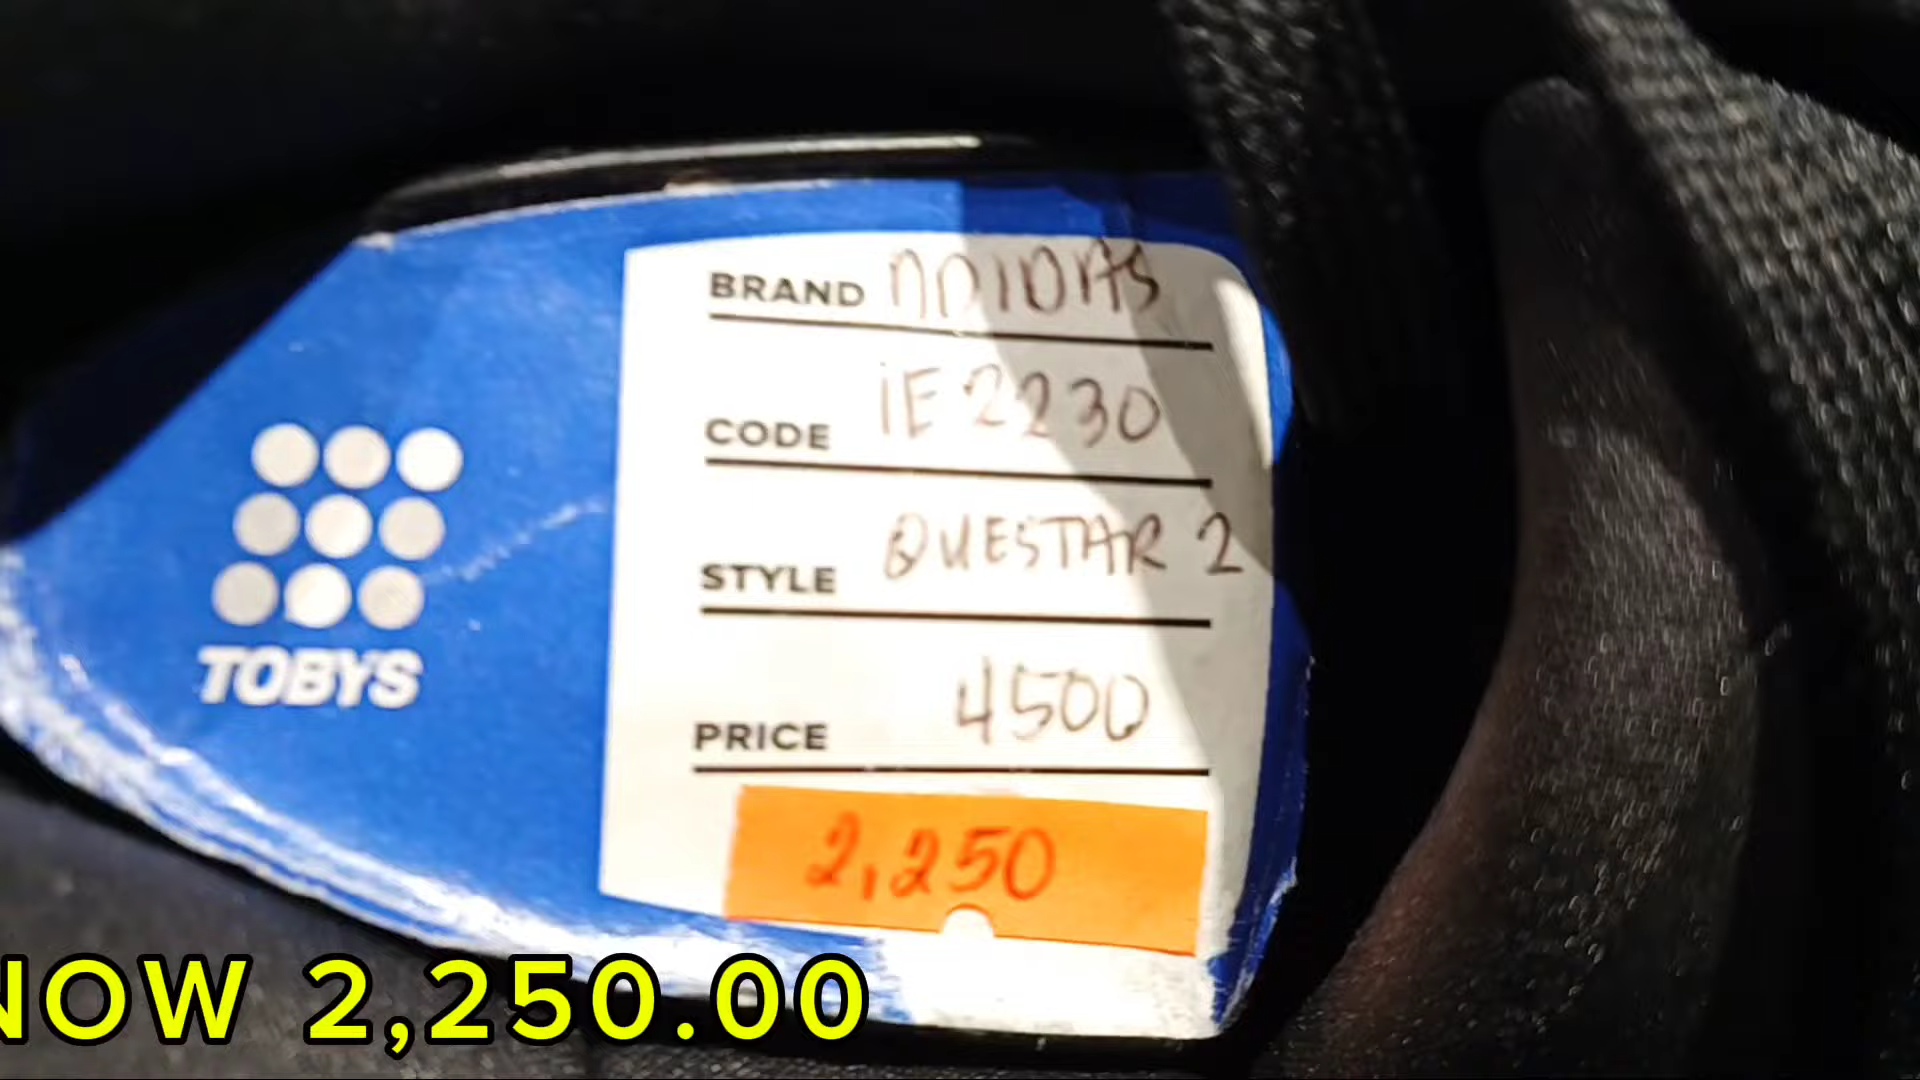 BRAND ADIDAS
CODE IE2230
STYLE QUESTAR 2
PRICE 4500
2,250
TOBYS
NOW 2,250.00